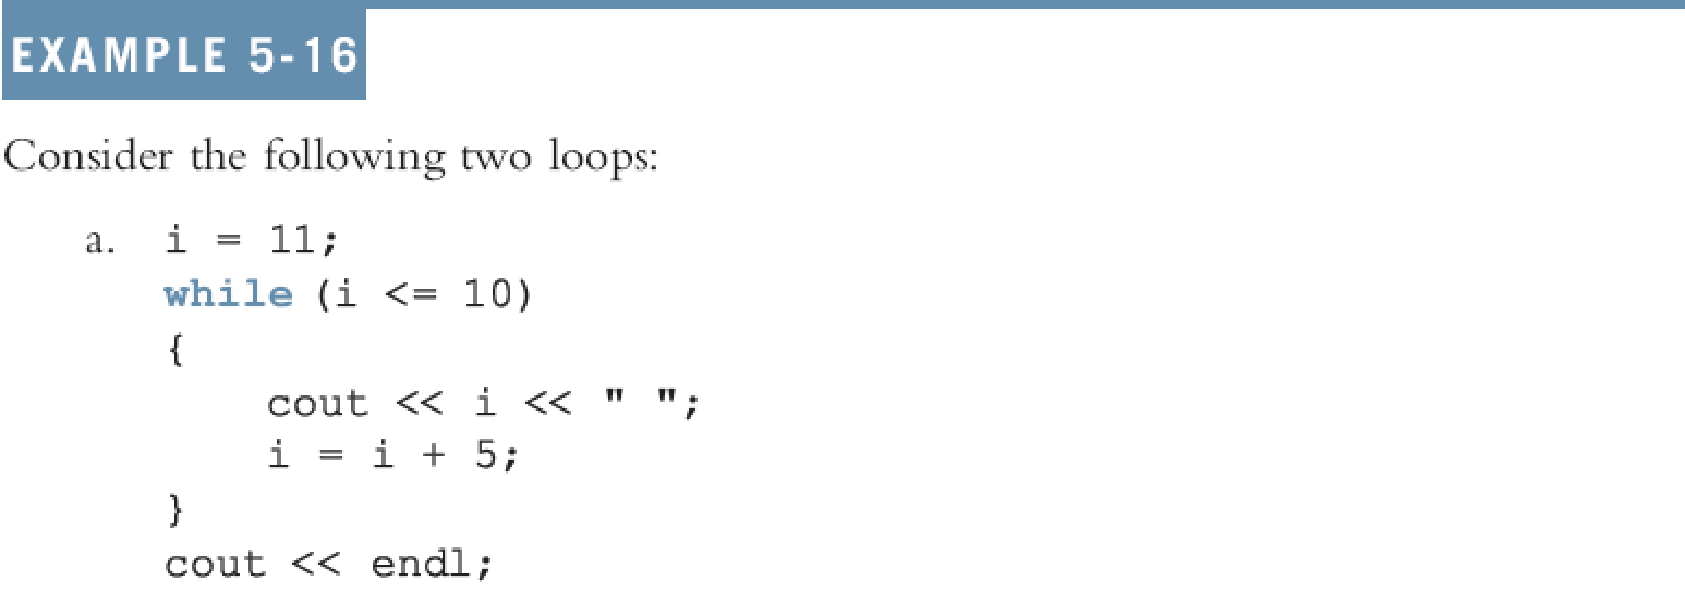 EXAMPLE 5-16
Consider the following two loops:
a. i = 11;
while (i <= 10)
{
cout << i << " ";
i = i + 5;
}
cout << endl;